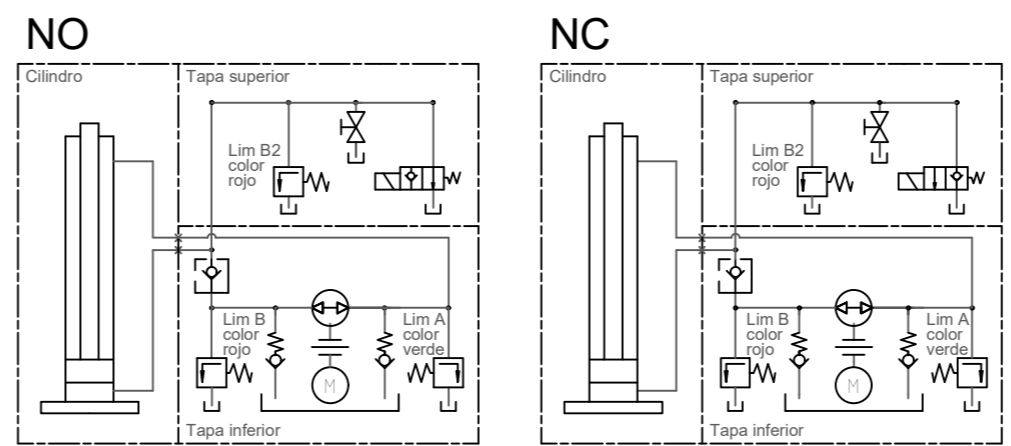 NO
Cilindro
Tapa superior
Lim B2
color
rojo
Lim B
color
rojo
Lim A
color
verde
M
Tapa inferior
NC
Cilindro
Tapa superior
Lim B2
color
rojo
Lim B
color
rojo
Lim A
color
verde
M
Tapa inferior